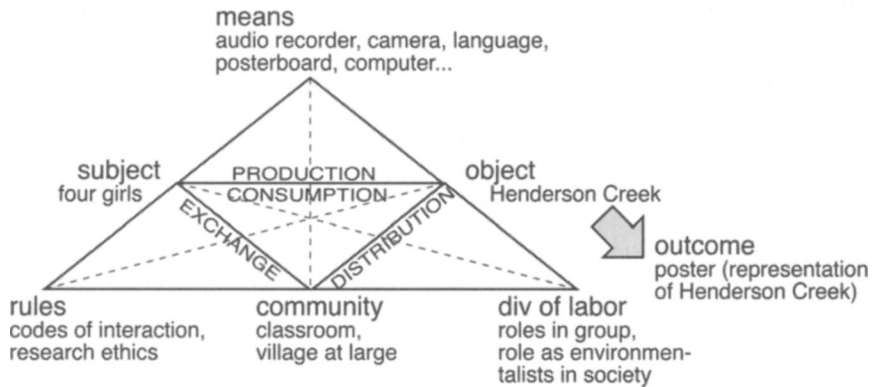 means
audio recorder, camera, language,
posterboard, computer...
subject
four girls
PRODUCTION
CONSUMPTION
object
Henderson Creek
EXCHANGE
DISTRIBUTION
outcome
poster (representation
of Henderson Creek)
rules
codes of interaction,
research ethics
community
classroom,
village at large
div of labor
roles in group,
role as environmen-
talists in society